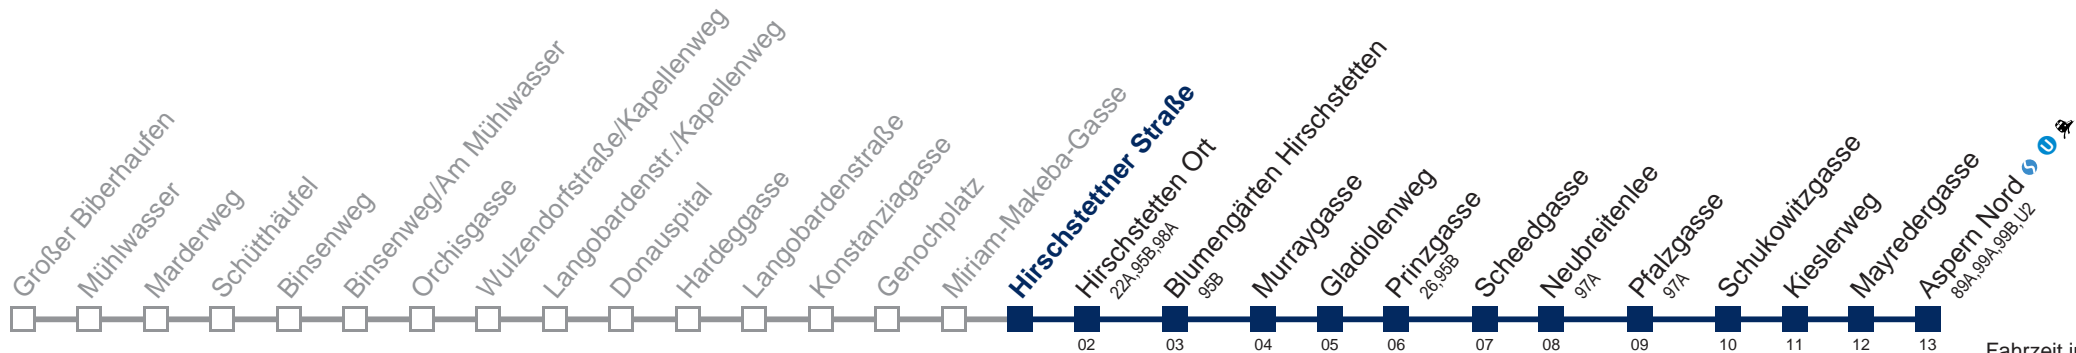 Großer Biberhaufen
Mühlwasser
Marderweg
Schütthäufel
Binsenweg
Binsenweg/Am Mühlwasser
Orchisgasse
Wulzendorfstraße/Kapellenweg
Langobardenstr./Kapellenweg
Donauspital
Hardeggasse
Langobardenstraße
Konstanziagasse
Genochplatz
Miriam-Makeba-Gasse
Hirschstettner Straße
Hirschstetten Ort
22A,95B,98A
Blumengärten Hirschstetten
95B
Murraygasse
Gladiolenweg
Prinzgasse
26,95B
Scheedgasse
Neubreitenlee
97A
Pfalzgasse
97A
Schukowitzgasse
Kieslerweg
Mayredergasse
Aspern Nord U
89A,99A,99B,U2
02 03 04 05 06 07 08 09 10 11 12 13
Fahrzeit i